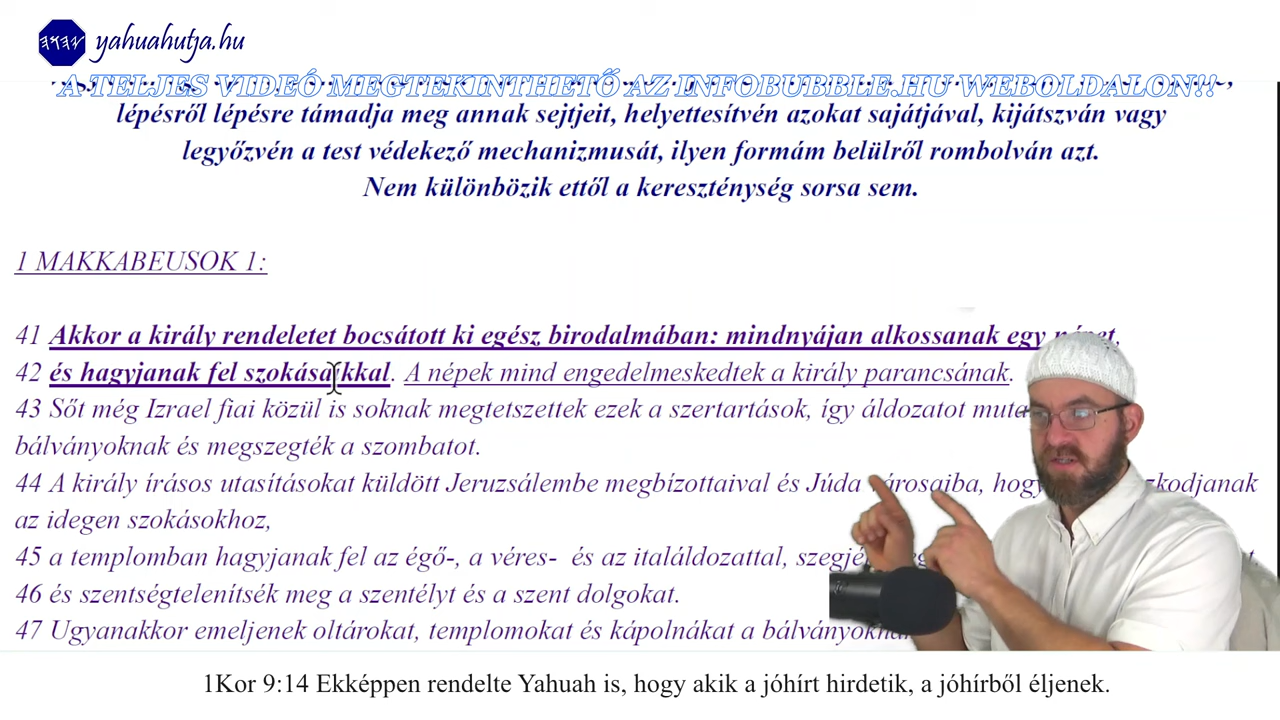 yahuahutja.hu
A TELJES VIDEÓ MEGTEKINTHETŐ AZ INFOBUBBLE.HU WEBOLDALON!!
lépésről lépésre támadja meg annak sejtjeit, helyettesítvén azokat sajátjával, kijátszván vagy
legyőzvén a test védekező mechanizmusát, ilyen formám belülről rombolván azt.
Nem különbözik ettől a kereszténység sorsa sem.
1 MAKKABEUSOK 1:
41 Akkor a király rendeletet bocsátott ki egész birodalmában: mindnyájan alkossanak egy népet,
42 és hagyjanak fel szokásaikkal. A népek mind engedelmeskedtek a király parancsának.
43 Sőt még Izrael fiai közül is soknak megtetszettek ezek a szertartások, így áldozatot
bálványoknak és megszegték a szombatot.
44 A király írásos utasításokat küldött Jeruzsálembe megbízottaival és Júda városaiba,
az idegen szokásokhoz,
45 a templomban hagyjanak fel az égő-, a véres- és az italáldozattal,
46 és szentségtelenítsék meg a szentélyt és a szent dolgokat.
47 Ugyanakkor emeljenek oltárokat, templomokat és kápolnákat a
1Kor 9:14 Ekképpen rendelte Yahuah is, hogy akik a jóhírt hirdetik, a jóhírből éljenek.